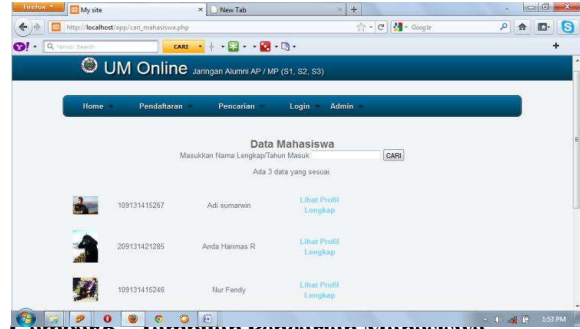 Firefox
My site
New Tab
http://localhost/app/cari_mahasiswa.php
Google
CARI
UM Online Jaringan Alumni AP / MP (S1, S2, S3)
Home Pendaftaran Pencarian Login Admin
Data Mahasiswa
Masukkan Nama Lengkap/Tahun Masuk CARI
Ada 3 data yang sesuai.
109131415267 Adi sumarwin Lihat Profil
Lengkap
209131421285 Anda Harimas R Lihat Profil
Lengkap
109131415246 Nur Fendy Lihat Profil
Lengkap
1:53 PM